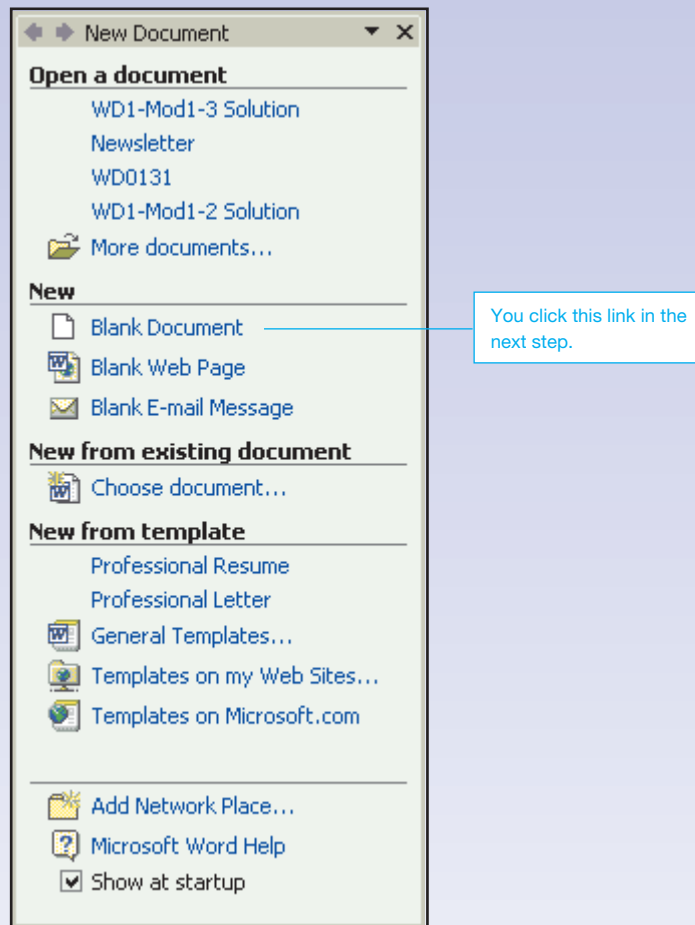 New Document
Open a document
WD1-Mod1-3 Solution
Newsletter
WD0131
WD1-Mod1-2 Solution
More documents...
New
Blank Document
You click this link in the
next step.
Blank Web Page
Blank E-mail Message
New from existing document
Choose document...
New from template
Professional Resume
Professional Letter
General Templates...
Templates on my Web Sites...
Templates on Microsoft.com
Add Network Place...
Microsoft Word Help
Show at startup